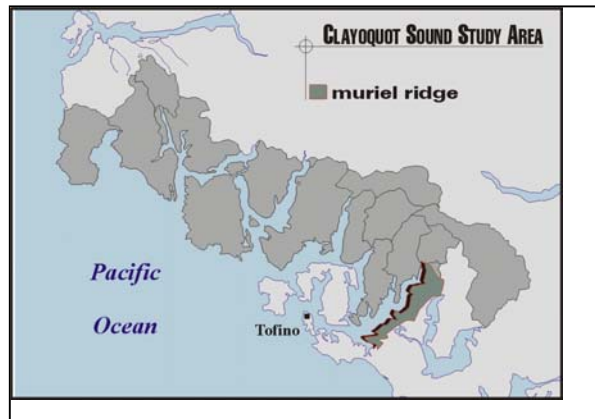 CLAYOQUOT SOUND STUDY AREA
muriel ridge
Pacific
Ocean
Tofino